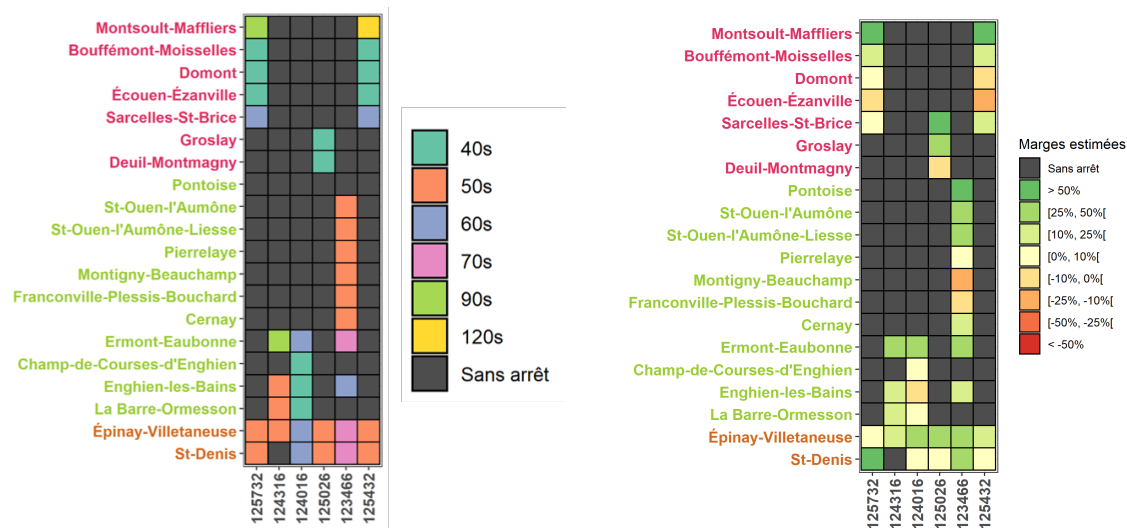 Montsoult-Maffliers
Bouffémont-Moisselles
Domont
Écouen-Ézanville
Sarcelles-St-Brice
Groslay
Deuil-Montmagny
Pontoise
St-Ouen-l'Aumône
St-Ouen-l'Aumône-Liesse
Pierrelaye
Montigny-Beauchamp
Franconville-Plessis-Bouchard
Cernay
Ermont-Eaubonne
Champ-de-Courses-d'Enghien
Enghien-les-Bains
La Barre-Ormesson
Épinay-Villetaneuse
St-Denis
125732
124316
124016
125026
123466
125432
40s
50s
60s
70s
90s
120s
Sans arrêt
Montsoult-Maffliers
Bouffémont-Moisselles
Domont
Écouen-Ézanville
Sarcelles-St-Brice
Groslay
Deuil-Montmagny
Pontoise
St-Ouen-l'Aumône
St-Ouen-l'Aumône-Liesse
Pierrelaye
Montigny-Beauchamp
Franconville-Plessis-Bouchard
Cernay
Ermont-Eaubonne
Champ-de-Courses-d'Enghien
Enghien-les-Bains
La Barre-Ormesson
Épinay-Villetaneuse
St-Denis
125732
124316
124016
125026
123466
125432
Marges estimées
Sans arrêt
> 50%
[25%, 50%[
[10%, 25%[
[0%, 10%[
[-10%, 0%[
[-25%, -10%[
[-50%, -25%[
< -50%